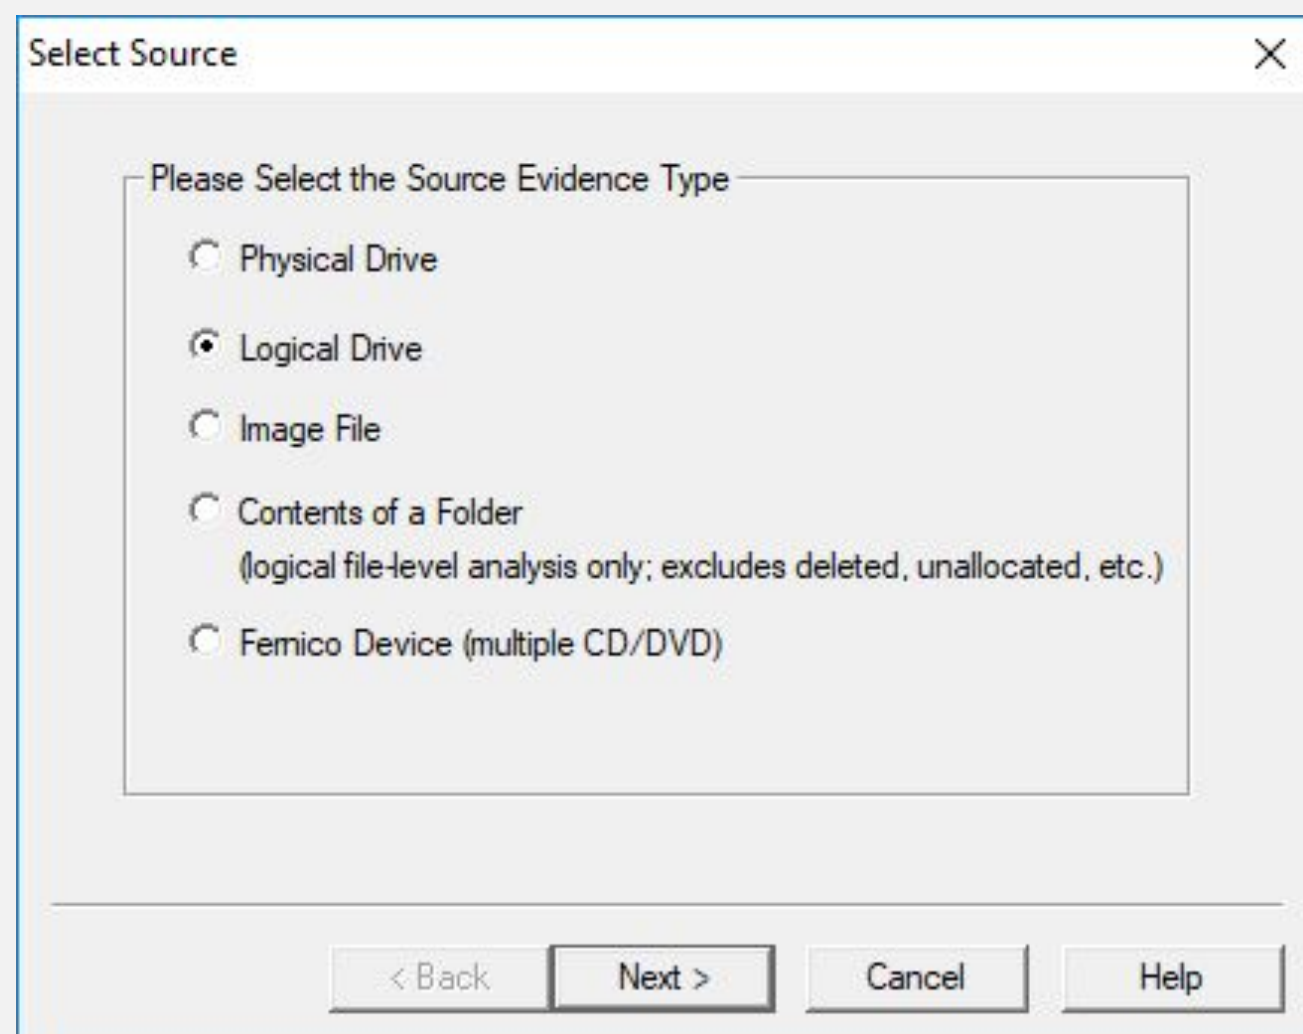 Select Source
Please Select the Source Evidence Type
Physical Drive
Logical Drive
Image File
Contents of a Folder
(logical file-level analysis only; excludes deleted, unallocated, etc.)
Fernico Device (multiple CD/DVD)
< Back Next > Cancel Help